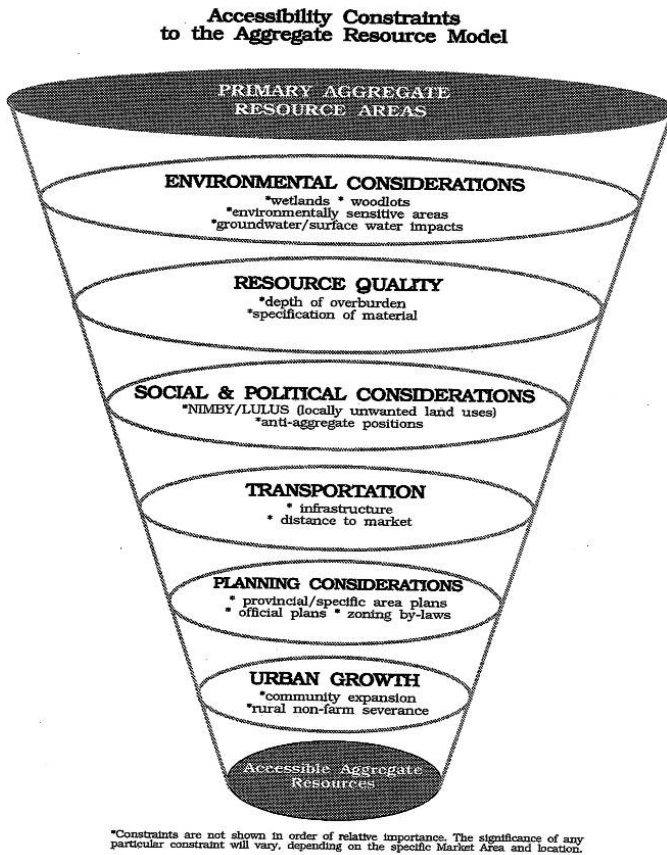 Accessibility Constraints
to the Aggregate Resource Model
PRIMARY AGGREGATE
RESOURCE AREAS
ENVIRONMENTAL CONSIDERATIONS
*wetlands * woodlots
*environmentally sensitive areas
*groundwater/surface water impacts
RESOURCE QUALITY
*depth of overburden
*specification of material
SOCIAL & POLITICAL CONSIDERATIONS
*NIMBY/LULUS (locally unwanted land uses)
*anti-aggregate positions
TRANSPORTATION
* infrastructure
* distance to market
PLANNING CONSIDERATIONS
* provincial/specific area plans
* official plans * zoning by-laws
URBAN GROWTH
*community expansion
*rural non-farm severance
Accessible Aggregate
Resources
*Constraints are not shown in order of relative importance. The significance of any
particular constraint will vary, depending on the specific Market Area and location.